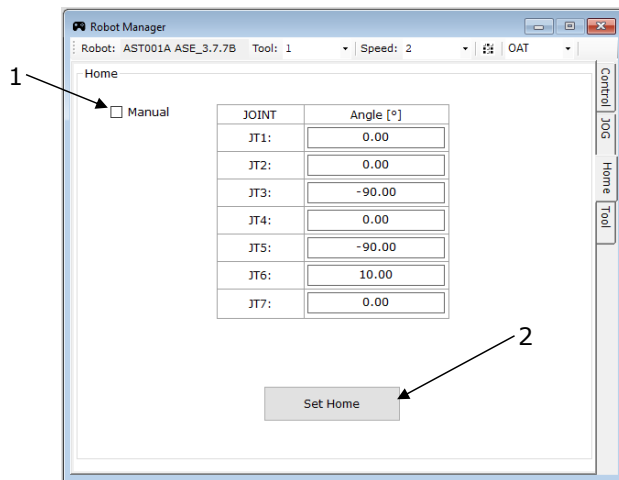 Robot Manager
Robot: AST001A ASE_3.7.7B Tool: 1 Speed: 2 OAT
Home
1
Manual
JOINT Angle [°]
JT1: 0.00
JT2: 0.00
JT3: -90.00
JT4: 0.00
JT5: -90.00
JT6: 10.00
JT7: 0.00
2
Set Home
Control
JOG
Home
Tool